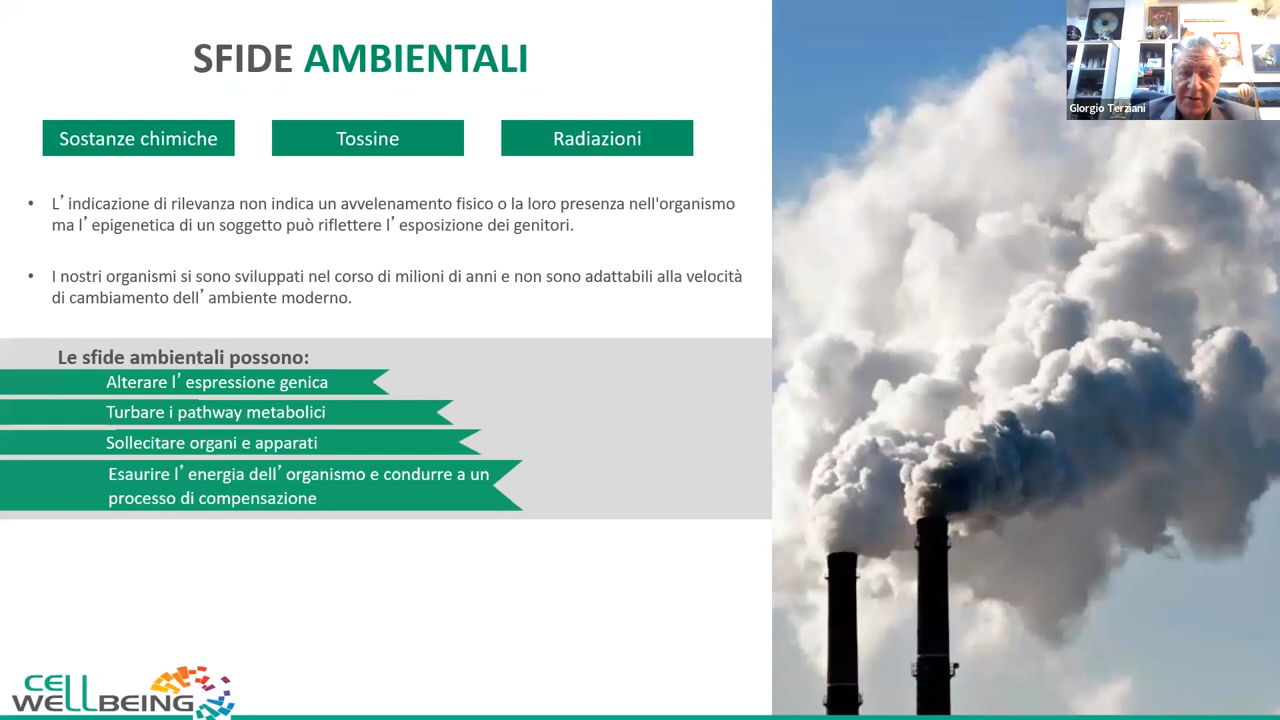 SFIDE AMBIENTALI
Giorgio Terziani
Sostanze chimiche
Tossine
Radiazioni
• L’ indicazione di rilevanza non indica un avvelenamento fisico o la loro presenza nell'organismo
ma l’ epigenetica di un soggetto può riflettere l’ esposizione dei genitori.
• I nostri organismi si sono sviluppati nel corso di milioni di anni e non sono adattabili alla velocità
di cambiamento dell’ ambiente moderno.
Le sfide ambientali possono:
Alterare l’ espressione genica
Turbare i pathway metabolici
Sollecitare organi e apparati
Esaurire l’ energia dell’ organismo e condurre a un
processo di compensazione
CELL
WELLBEING